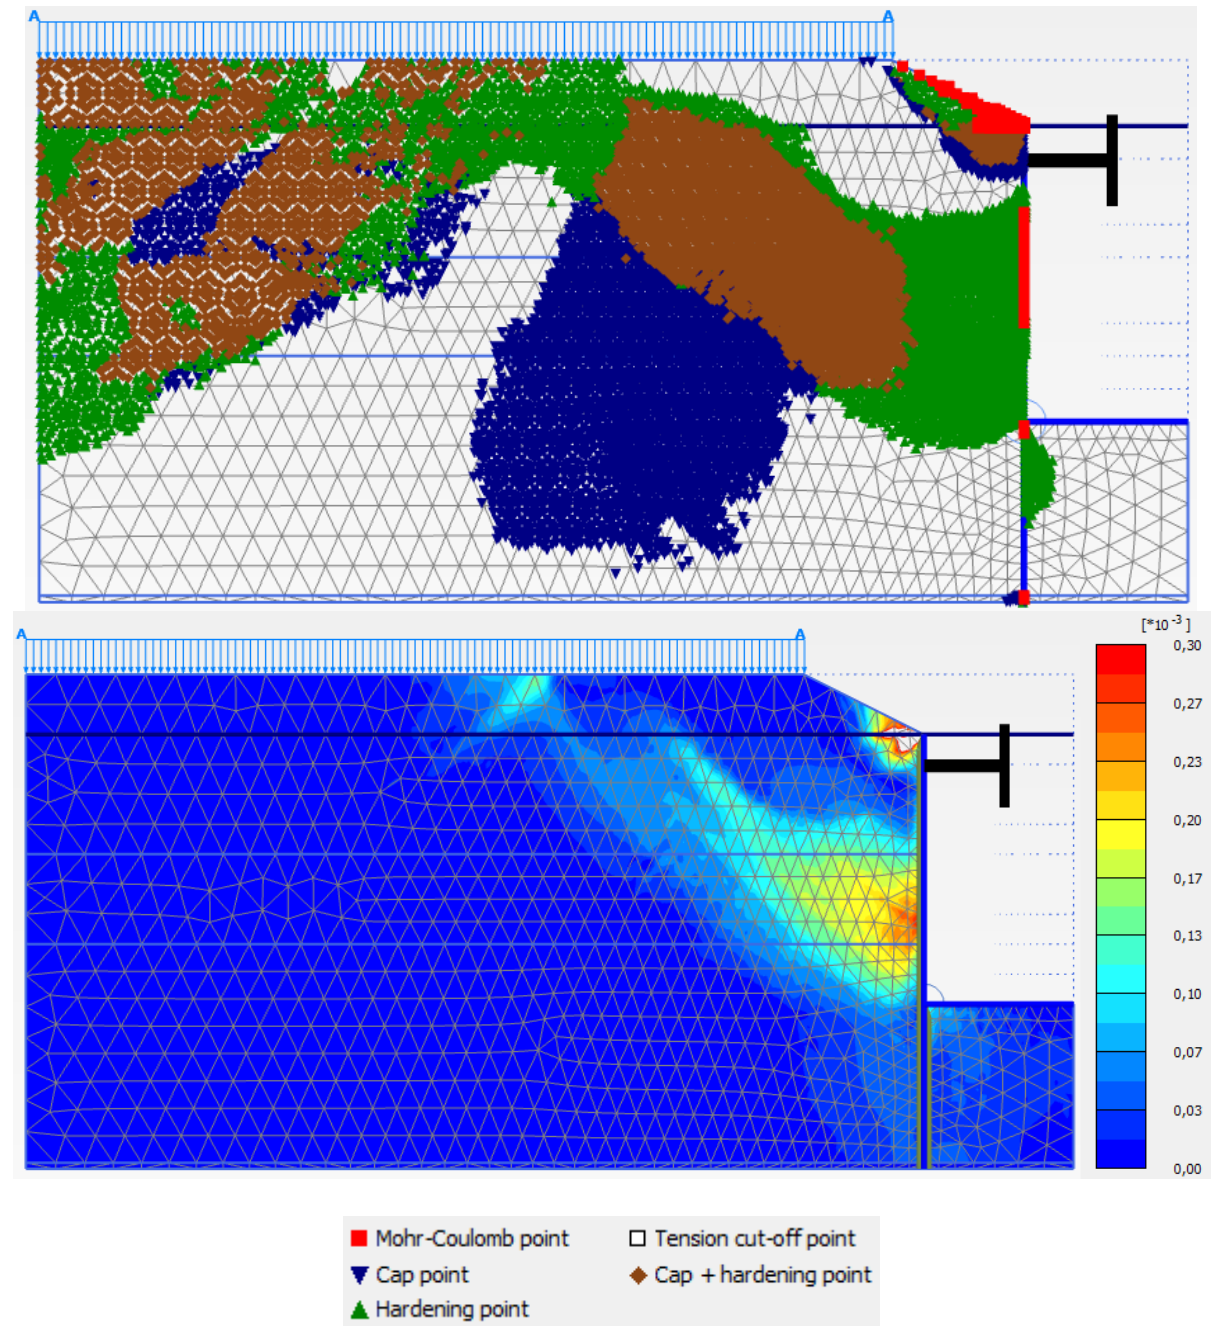 A A
A A
[*10 -3 ]
0,30
0,27
0,23
0,20
0,17
0,13
0,10
0,07
0,03
0,00
Mohr-Coulomb point Tension cut-off point
Cap point Cap + hardening point
Hardening point